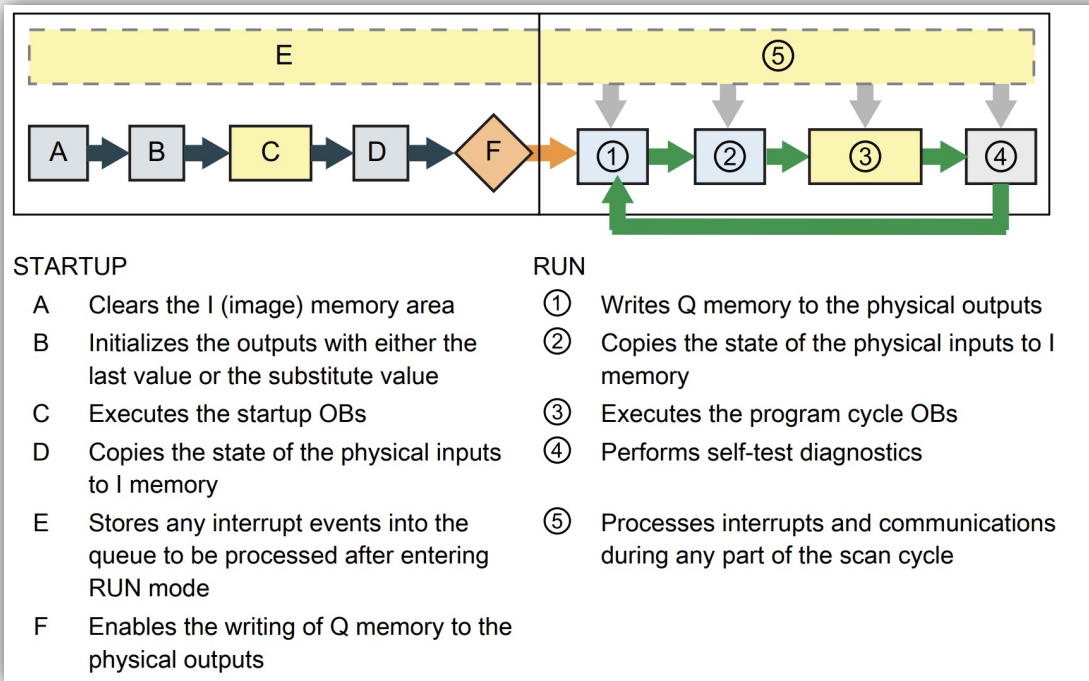 E
⑤
A
B
C
D
F
①
②
③
④
STARTUP
A Clears the I (image) memory area
B Initializes the outputs with either the
last value or the substitute value
C Executes the startup OBs
D Copies the state of the physical inputs
to I memory
E Stores any interrupt events into the
queue to be processed after entering
RUN mode
F Enables the writing of Q memory to the
physical outputs
RUN
① Writes Q memory to the physical outputs
② Copies the state of the physical inputs to I
memory
③ Executes the program cycle OBs
④ Performs self-test diagnostics
⑤ Processes interrupts and communications
during any part of the scan cycle